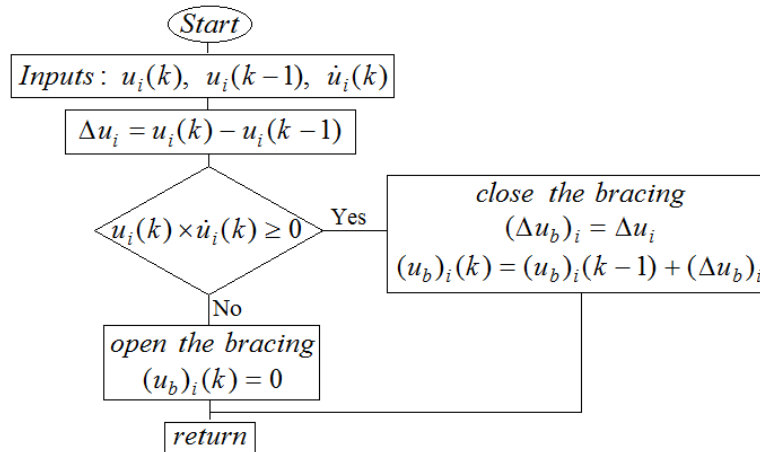 Start
Inputs: u_i(k), u_i(k−1), u̇_i(k)
Δu_i = u_i(k) − u_i(k−1)
u_i(k) × u̇_i(k) ≥ 0
Yes
close the bracing
(Δu_b)_i = Δu_i
(u_b)_i(k) = (u_b)_i(k−1) + (Δu_b)_i
No
open the bracing
(u_b)_i(k) = 0
return